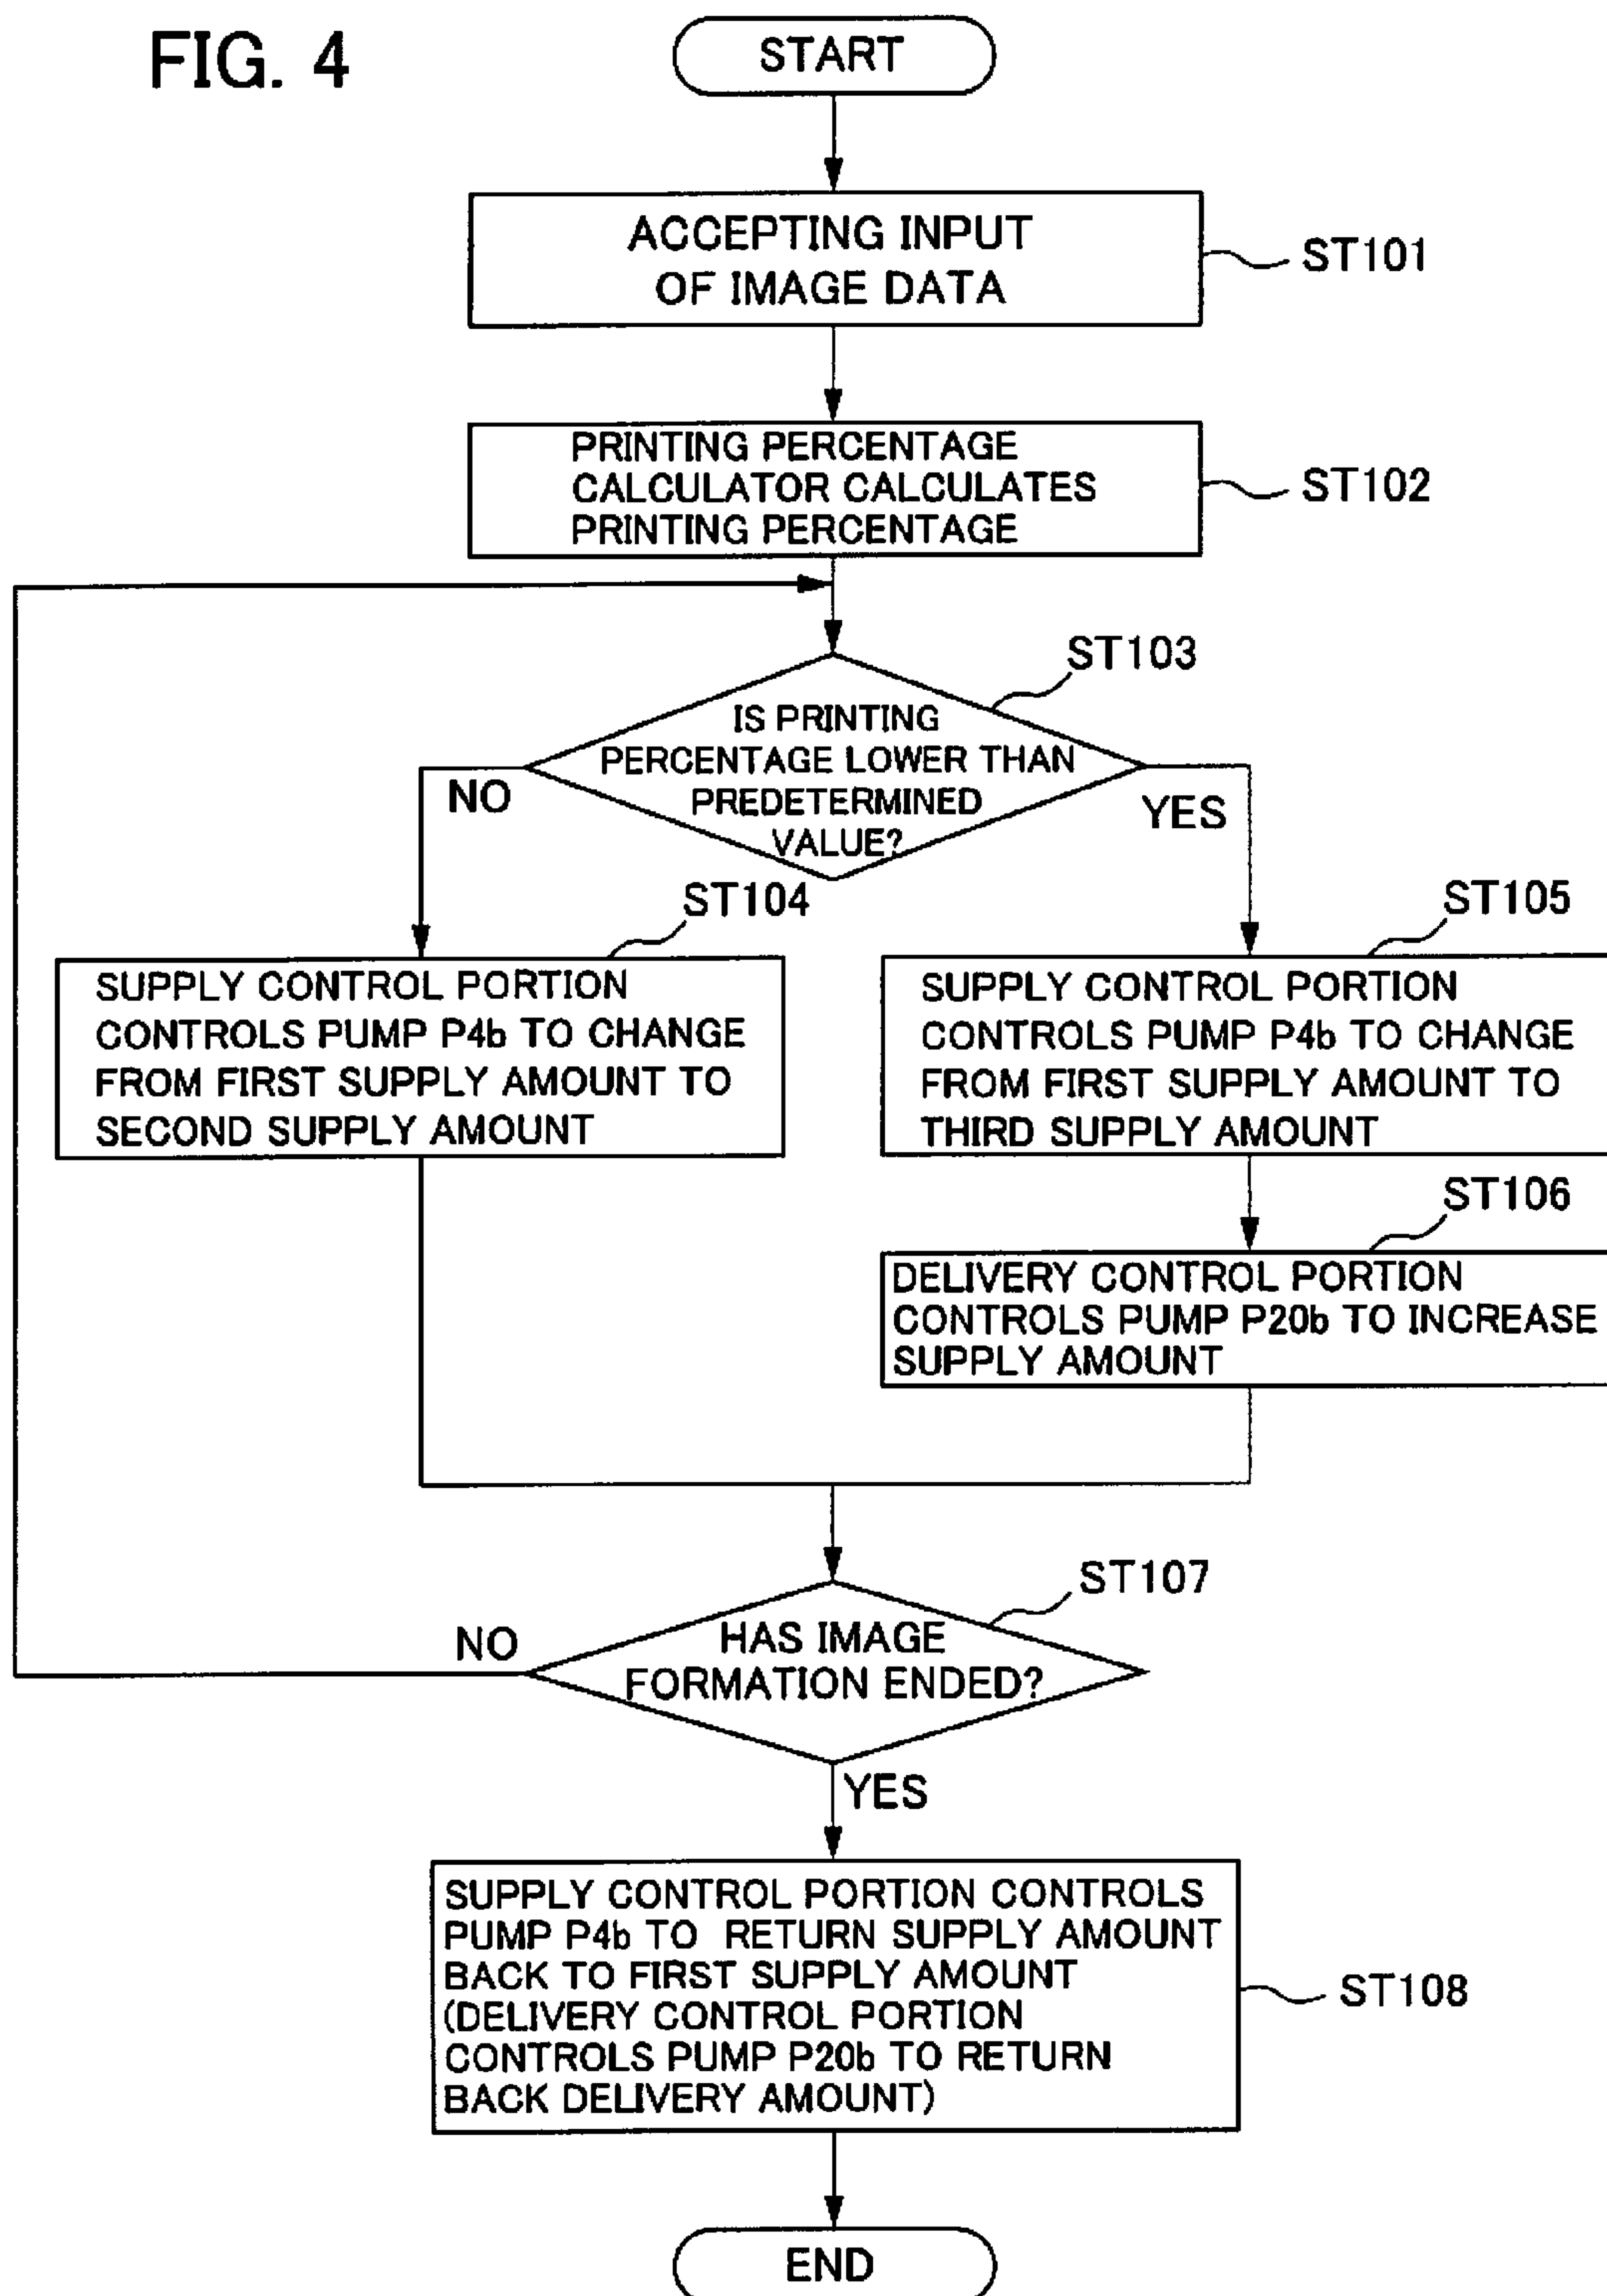 FIG. 4
START
ACCEPTING INPUT
OF IMAGE DATA
ST101
PRINTING PERCENTAGE
CALCULATOR CALCULATES
PRINTING PERCENTAGE
ST102
ST103
IS PRINTING
PERCENTAGE LOWER THAN
PREDETERMINED
VALUE?
NO
YES
ST104
SUPPLY CONTROL PORTION
CONTROLS PUMP P4b TO CHANGE
FROM FIRST SUPPLY AMOUNT TO
SECOND SUPPLY AMOUNT
ST105
SUPPLY CONTROL PORTION
CONTROLS PUMP P4b TO CHANGE
FROM FIRST SUPPLY AMOUNT TO
THIRD SUPPLY AMOUNT
ST106
DELIVERY CONTROL PORTION
CONTROLS PUMP P20b TO INCREASE
SUPPLY AMOUNT
ST107
HAS IMAGE
FORMATION ENDED?
NO
YES
SUPPLY CONTROL PORTION CONTROLS
PUMP P4b TO RETURN SUPPLY AMOUNT
BACK TO FIRST SUPPLY AMOUNT
(DELIVERY CONTROL PORTION
CONTROLS PUMP P20b TO RETURN
BACK DELIVERY AMOUNT)
ST108
END